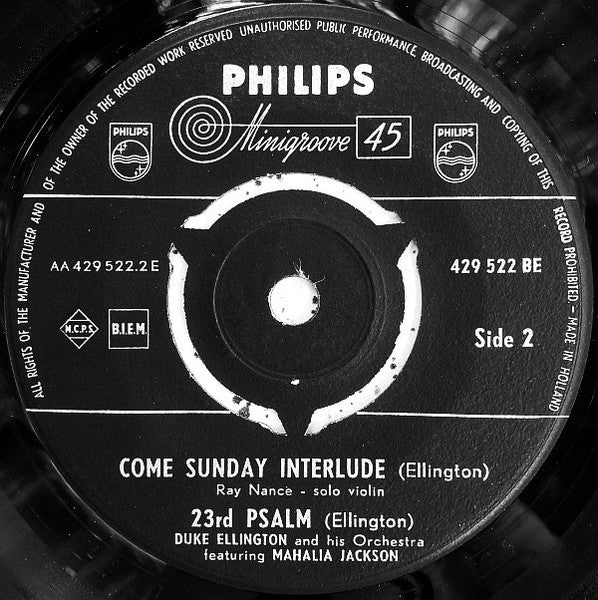 ALL RIGHTS OF THE MANUFACTURER AND OF THE OWNER OF THE RECORDED WORK RESERVED UNAUTHORISED PUBLIC PERFORMANCE, BROADCASTING AND COPYING OF THIS RECORD PROHIBITED - MADE IN HOLLAND
PHILIPS
Minigroove 45
PHILIPS
PHILIPS
AA 429 522.2 E
429 522 BE
M.C.P.S.
B.I.E.M.
Side 2
COME SUNDAY INTERLUDE (Ellington)
Ray Nance - solo violin
23rd PSALM (Ellington)
DUKE ELLINGTON and his Orchestra
featuring MAHALIA JACKSON